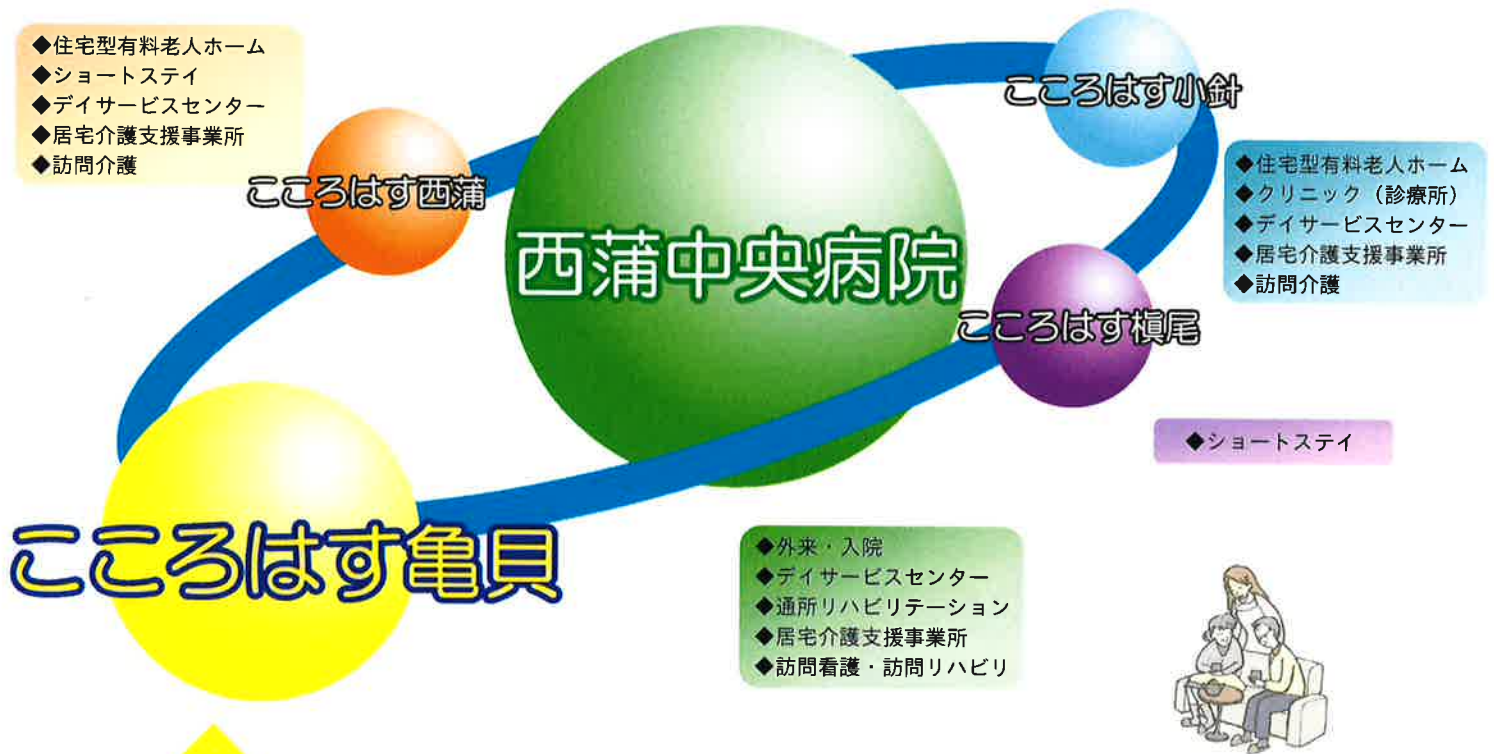 ◆住宅型有料老人ホーム
◆ショートステイ
◆デイサービスセンター
◆居宅介護支援事業所
◆訪問介護
こころはす西蒲
西蒲中央病院
こころはす小針
◆住宅型有料老人ホーム
◆クリニック（診療所）
◆デイサービスセンター
◆居宅介護支援事業所
◆訪問介護
こころはす槇尾
◆ショートステイ
こころはす亀貝
◆外来・入院
◆デイサービスセンター
◆通所リハビリテーション
◆居宅介護支援事業所
◆訪問看護・訪問リハビリ